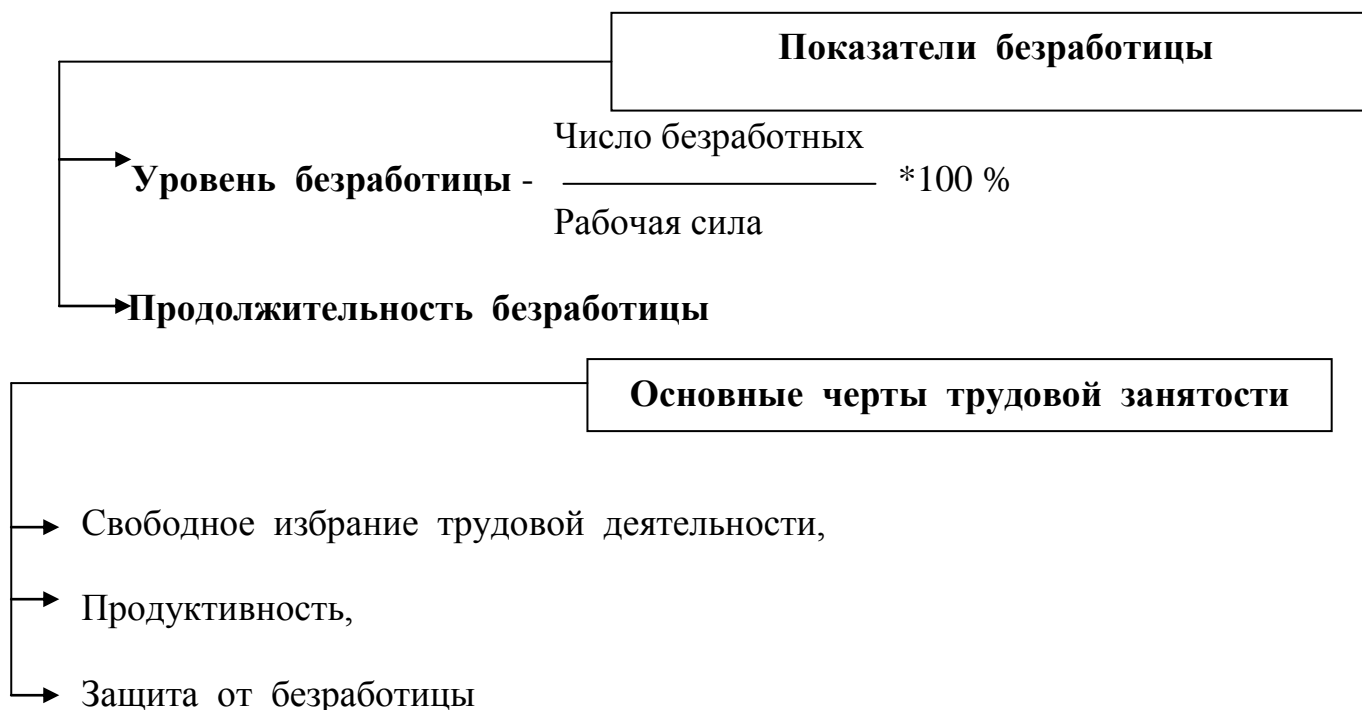 Показатели безработицы
Число безработных
Уровень безработицы - *100 %
Рабочая сила
Продолжительность безработицы
Основные черты трудовой занятости
Свободное избрание трудовой деятельности,
Продуктивность,
Защита от безработицы